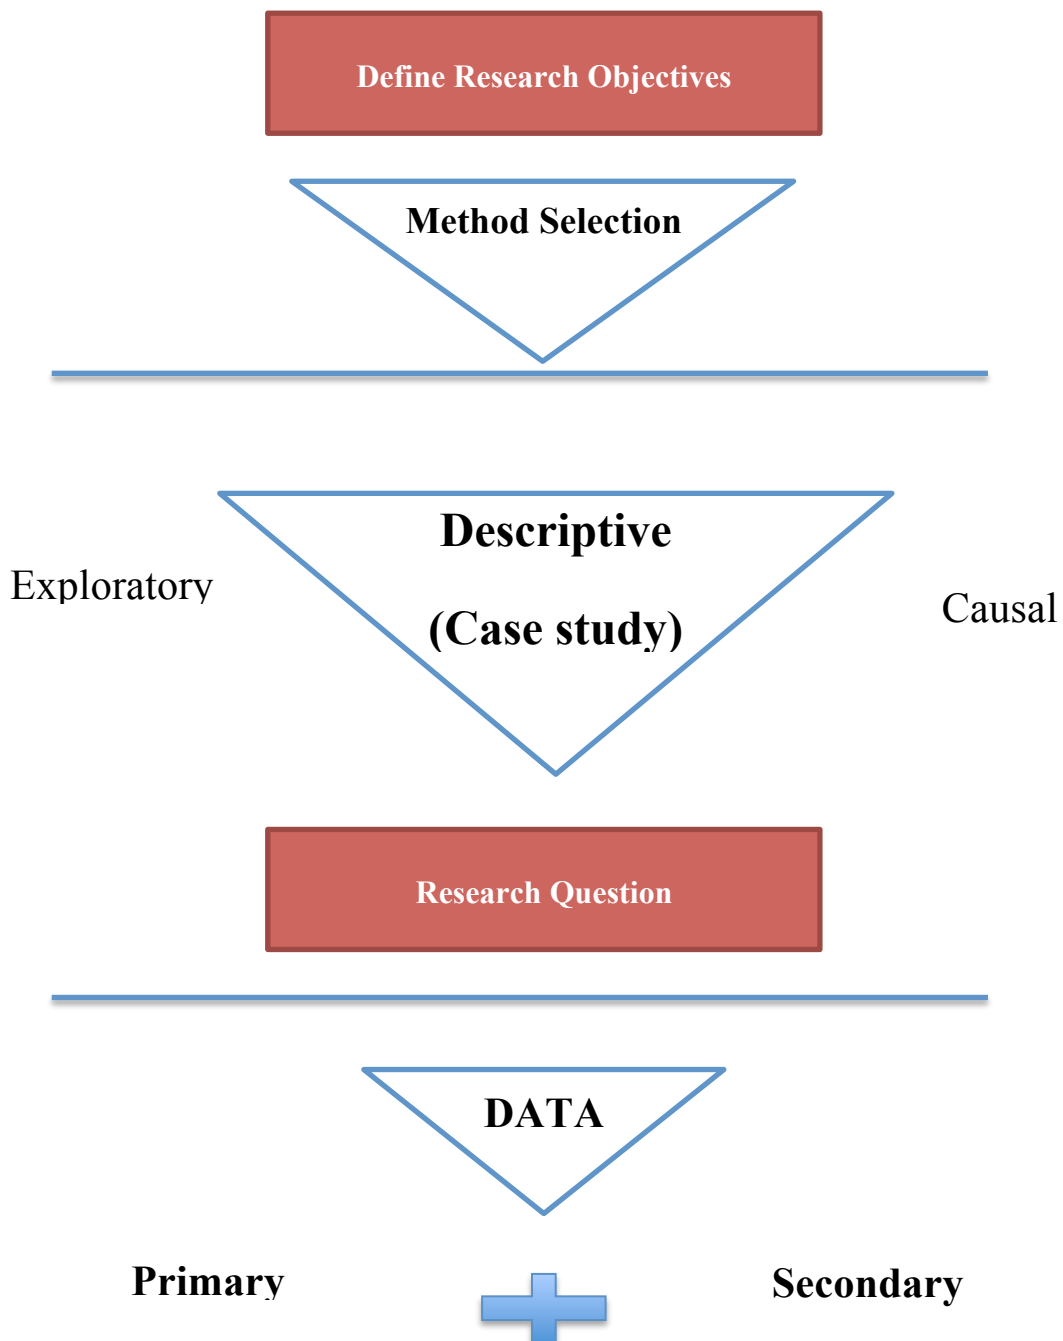 Define Research Objectives
Method Selection
Descriptive
Exploratory
(Case study)
Causal
Research Question
DATA
Primary
Secondary